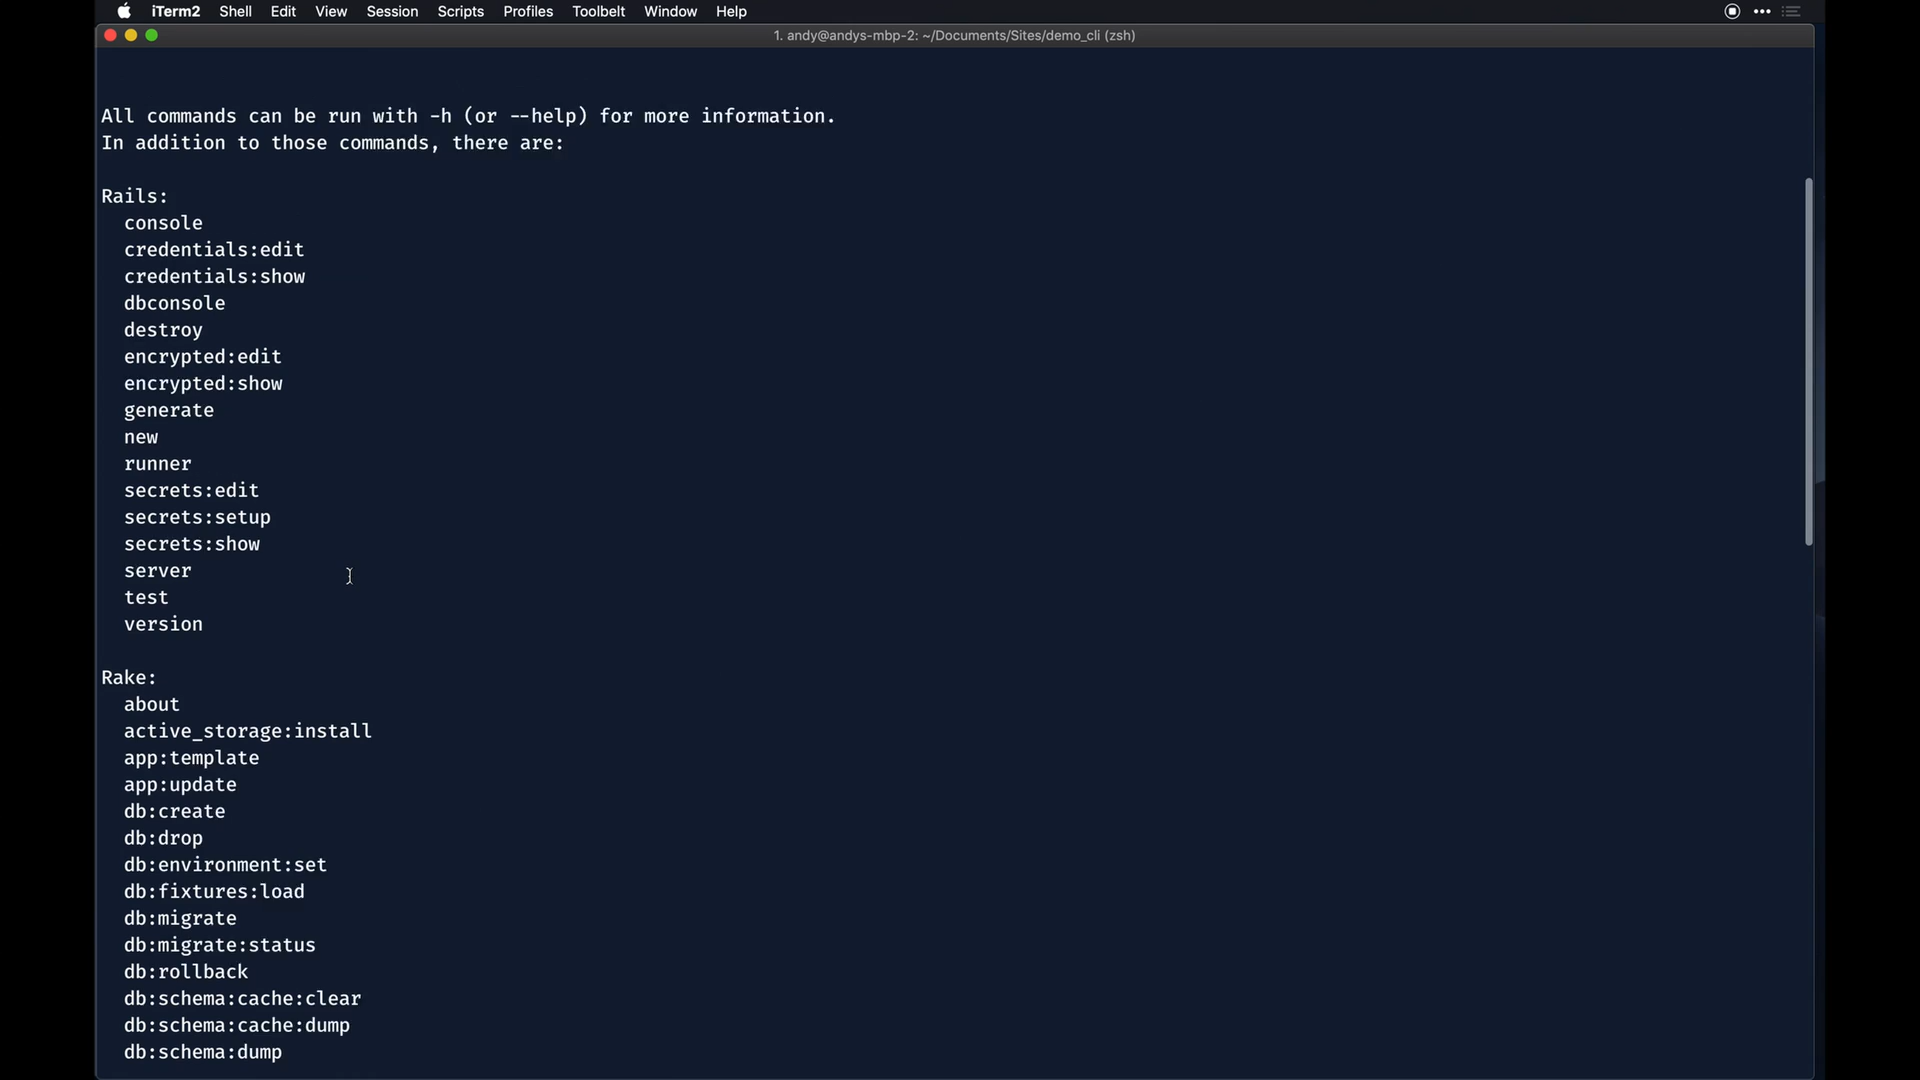 iTerm2 Shell Edit View Session Scripts Profiles Toolbelt Window Help
1. andy@andys-mbp-2: ~/Documents/Sites/demo_cli (zsh)
All commands can be run with -h (or --help) for more information.
In addition to those commands, there are:
Rails:
console
credentials:edit
credentials:show
dbconsole
destroy
encrypted:edit
encrypted:show
generate
new
runner
secrets:edit
secrets:setup
secrets:show
server
test
version
Rake:
about
active_storage:install
app:template
app:update
db:create
db:drop
db:environment:set
db:fixtures:load
db:migrate
db:migrate:status
db:rollback
db:schema:cache:clear
db:schema:cache:dump
db:schema:dump